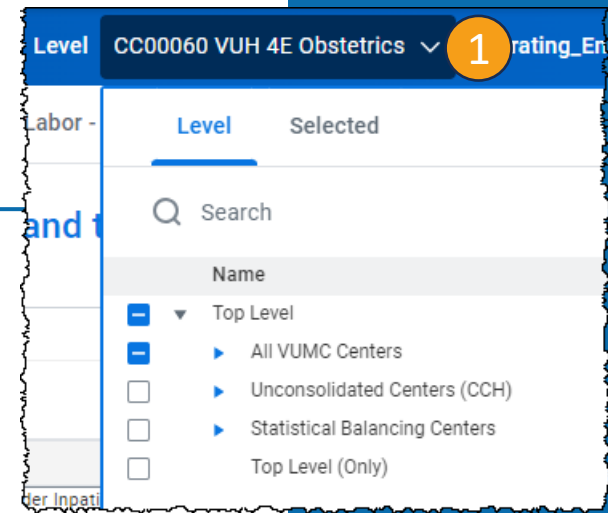 Level CC00060 VUH 4E Obstetrics 1 rating_En
Labor -
Level Selected
and t
Search
Name
Top Level
All VUMC Centers
Unconsolidated Centers (CCH)
Statistical Balancing Centers
Top Level (Only)
der Inpati